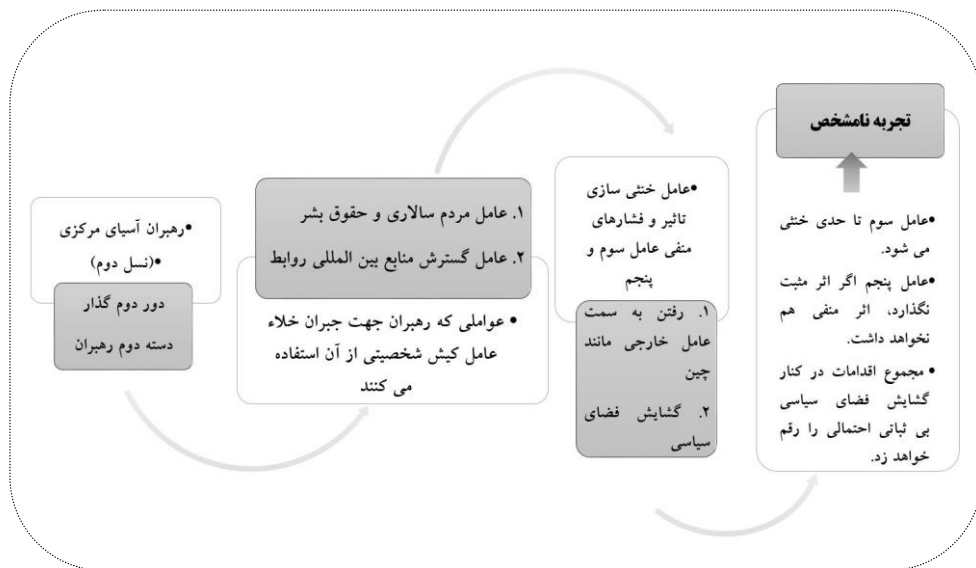 •رهبران آسیای مرکزی
•(نسل دوم)
دور دوم گذار
دسته دوم رهبران
۱. عامل مردم سالاری و حقوق بشر
۲. عامل گسترش منابع بین المللی روابط
• عواملی که رهبران جهت جبران خلاء
عامل کیش شخصیتی از آن استفاده
می کنند
•عامل خنثی سازی
تاثیر و فشارهای
منفی عامل سوم و
پنجم
۱. رفتن به سمت
عامل خارجی مانند
چین
۲. گشایش فضای
سیاسی
تجربه نامشخص
•عامل سوم تا حدی خنثی
می شود.
•عامل پنجم اگر اثر مثبت
نگذارد، اثر منفی هم
نخواهد داشت.
• مجموع اقدامات در کنار
گشایش فضای سیاسی
بی ثباتی احتمالی را رقم
خواهد زد.